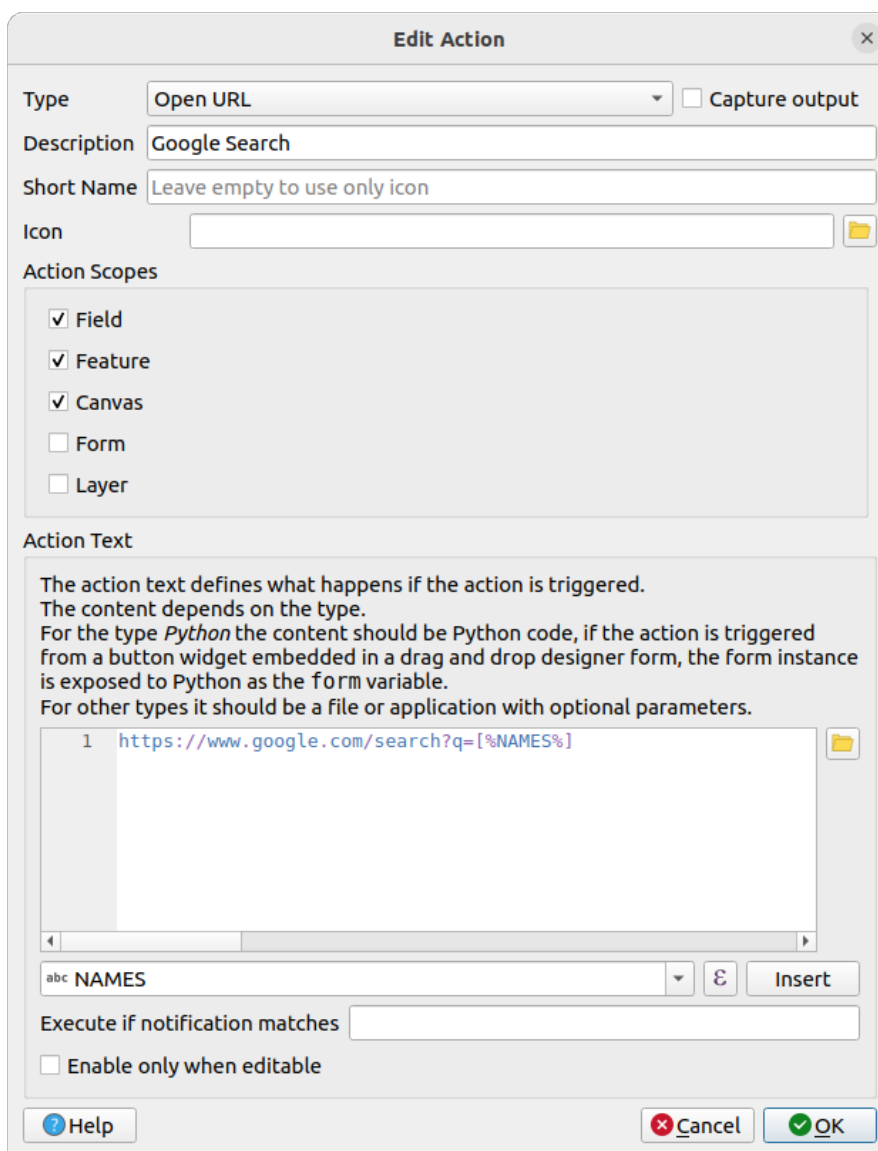 Edit Action
Type Open URL Capture output
Description Google Search
Short Name Leave empty to use only icon
Icon
Action Scopes
Field
Feature
Canvas
Form
Layer
Action Text
The action text defines what happens if the action is triggered.
The content depends on the type.
For the type Python the content should be Python code, if the action is triggered
from a button widget embedded in a drag and drop designer form, the form instance
is exposed to Python as the form variable.
For other types it should be a file or application with optional parameters.
1 https://www.google.com/search?q=[%NAMES%]
abc NAMES ε Insert
Execute if notification matches
Enable only when editable
Help Cancel OK